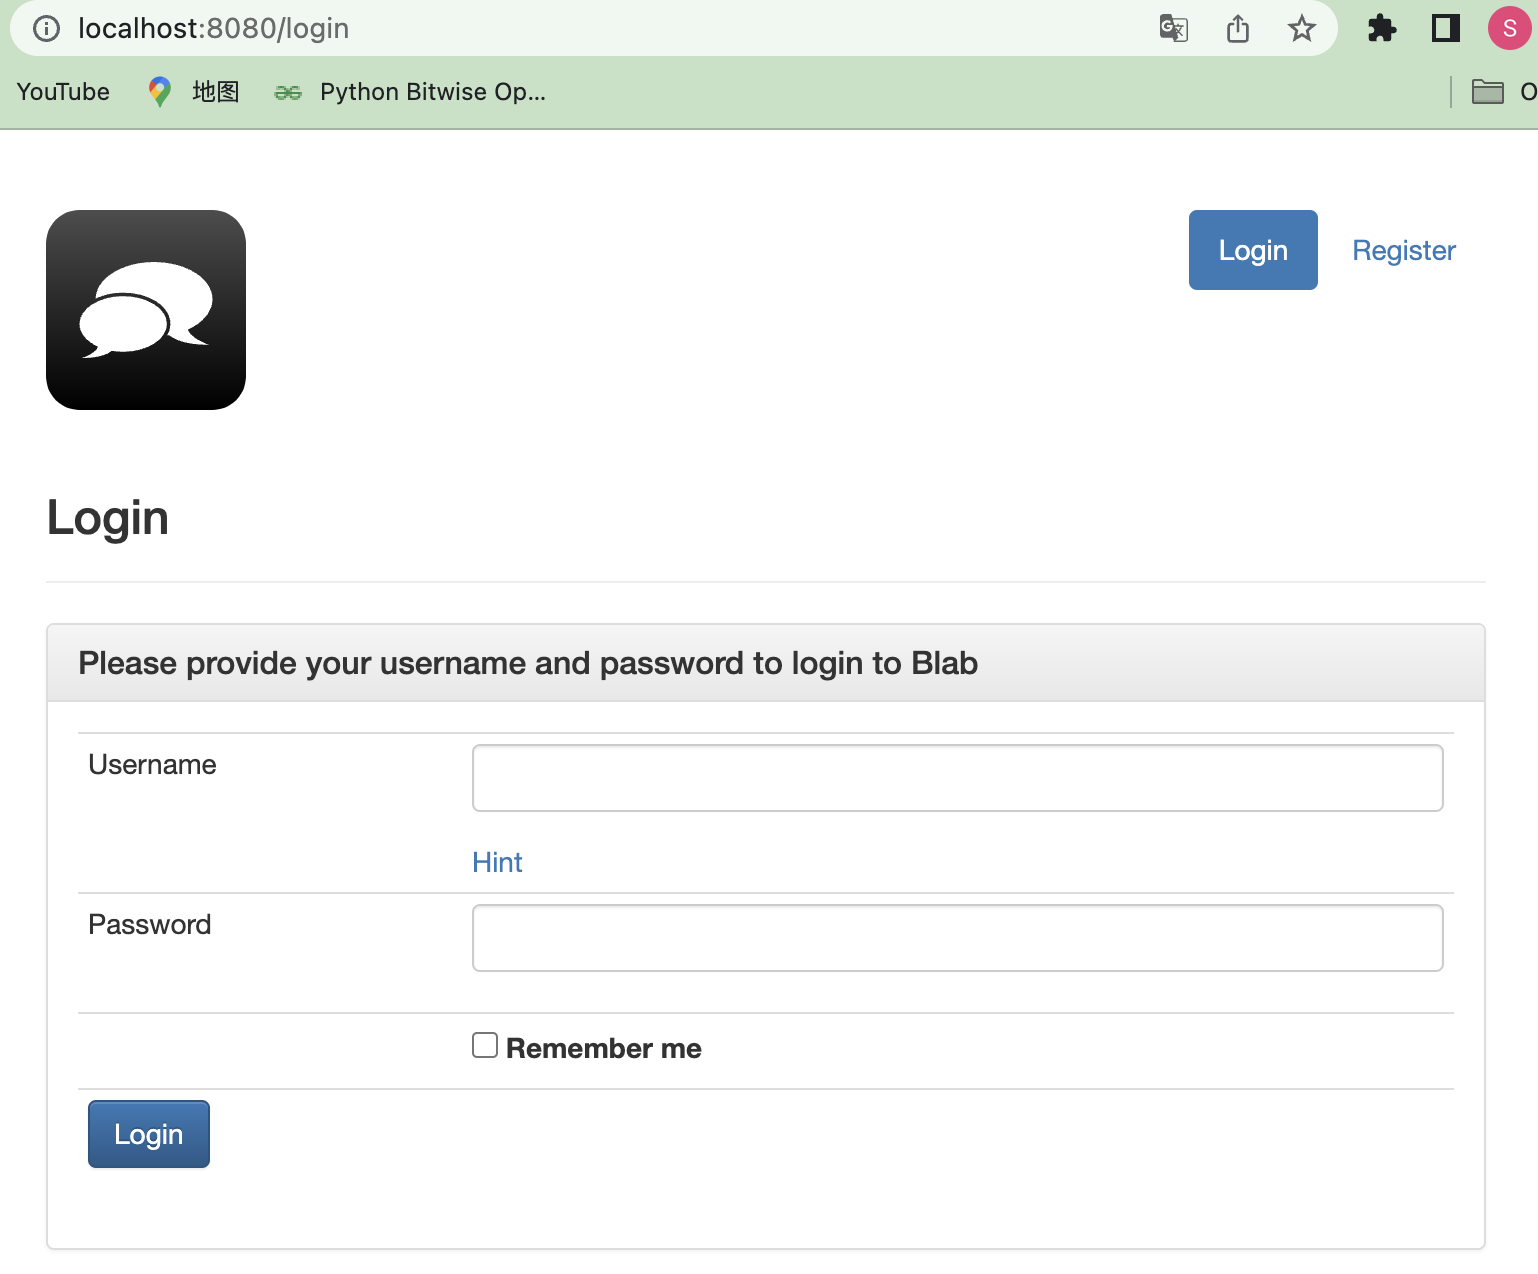 localhost:8080/login
S
YouTube 地图 Python Bitwise Op...
Login Register
Login
Please provide your username and password to login to Blab
Username
Hint
Password
Remember me
Login